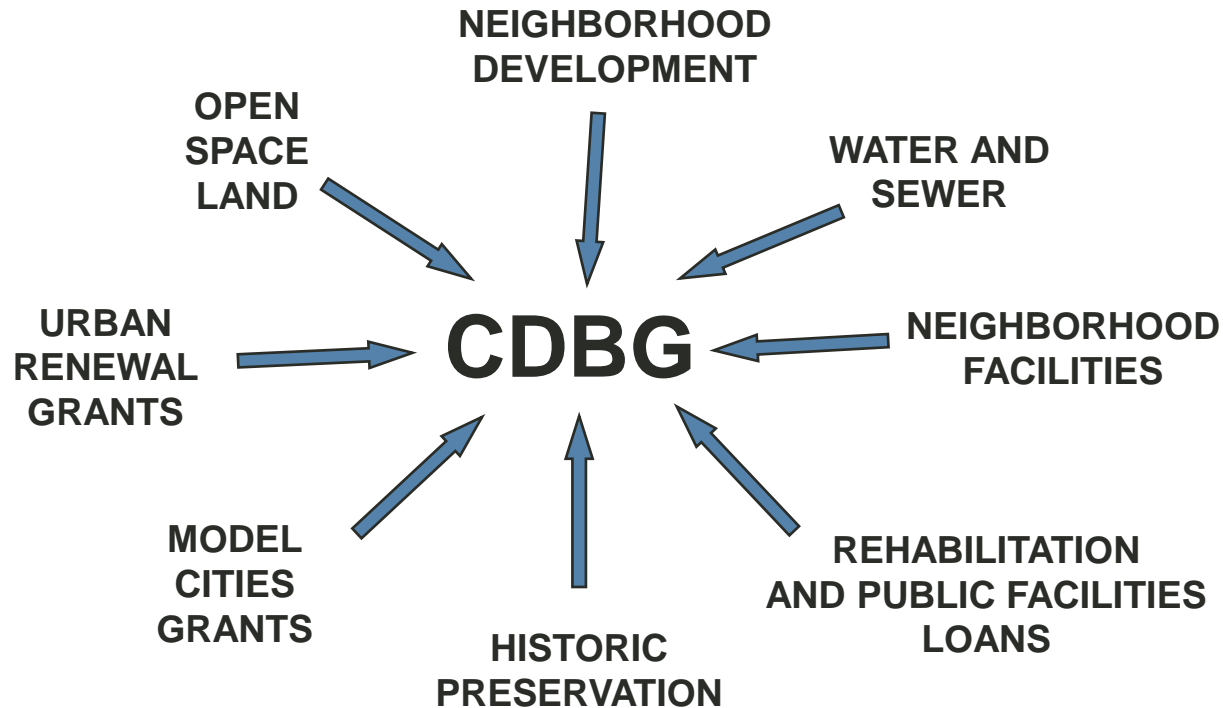 NEIGHBORHOOD
DEVELOPMENT
OPEN
SPACE
LAND
WATER AND
SEWER
URBAN
RENEWAL
GRANTS
CDBG
NEIGHBORHOOD
FACILITIES
MODEL
CITIES
GRANTS
HISTORIC
PRESERVATION
REHABILITATION
AND PUBLIC FACILITIES
LOANS